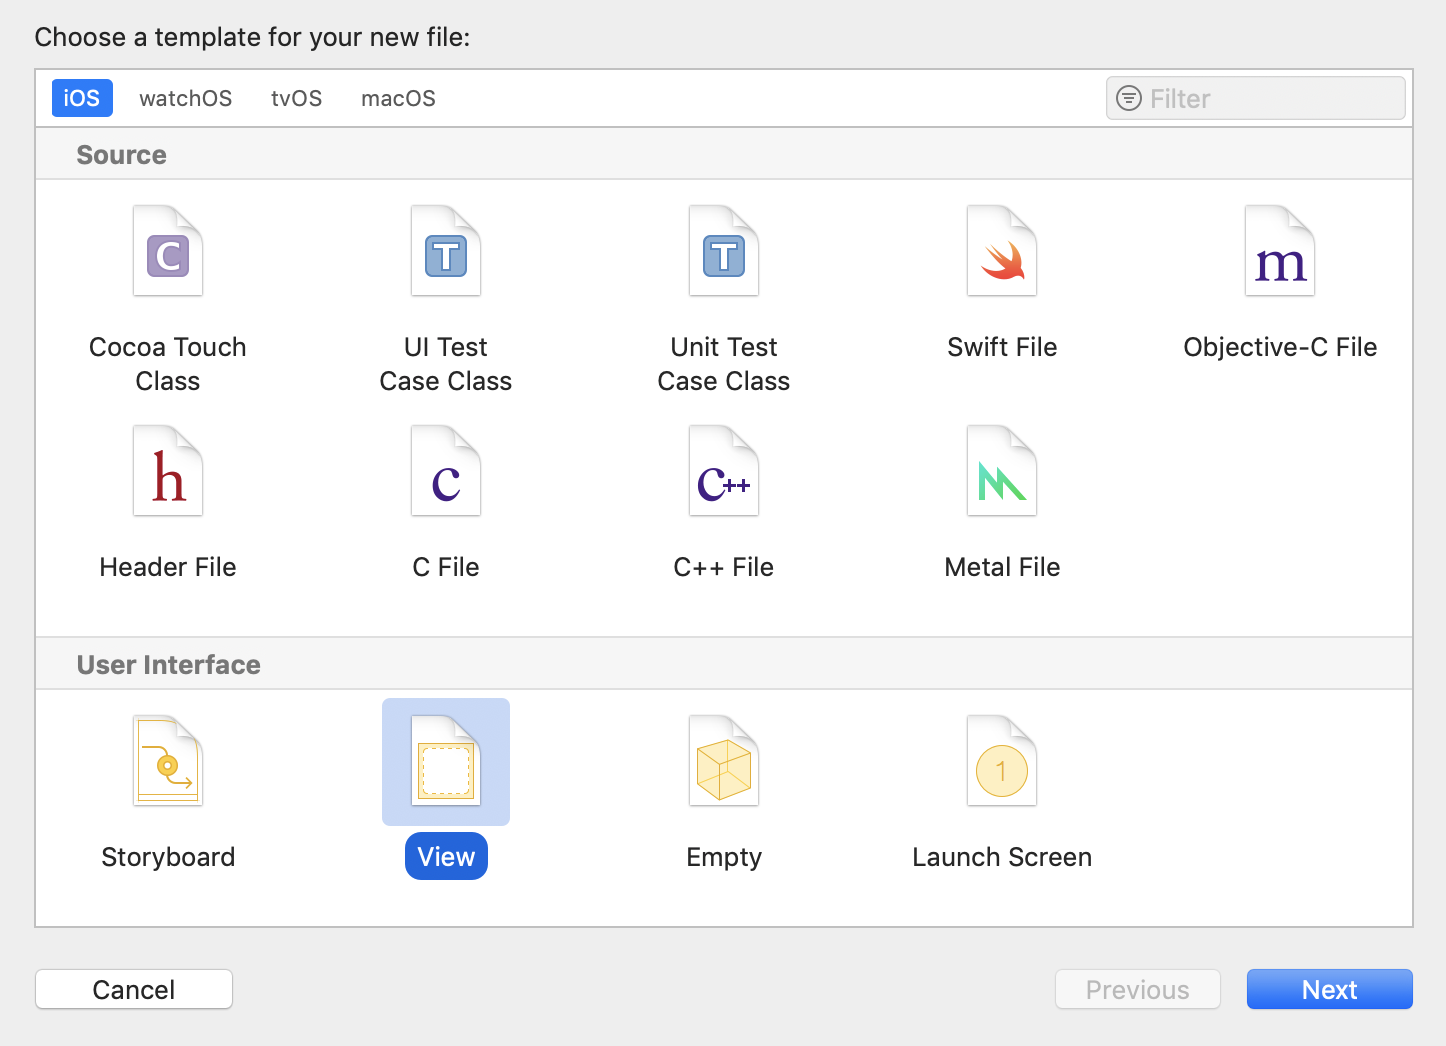 Choose a template for your new file:
iOS watchOS tvOS macOS Filter
Source
C T T m
Cocoa Touch Class
UI Test Case Class
Unit Test Case Class
Swift File
Objective-C File
h c c++
Header File
C File
C++ File
Metal File
User Interface
1
Storyboard
View
Empty
Launch Screen
Cancel Previous Next